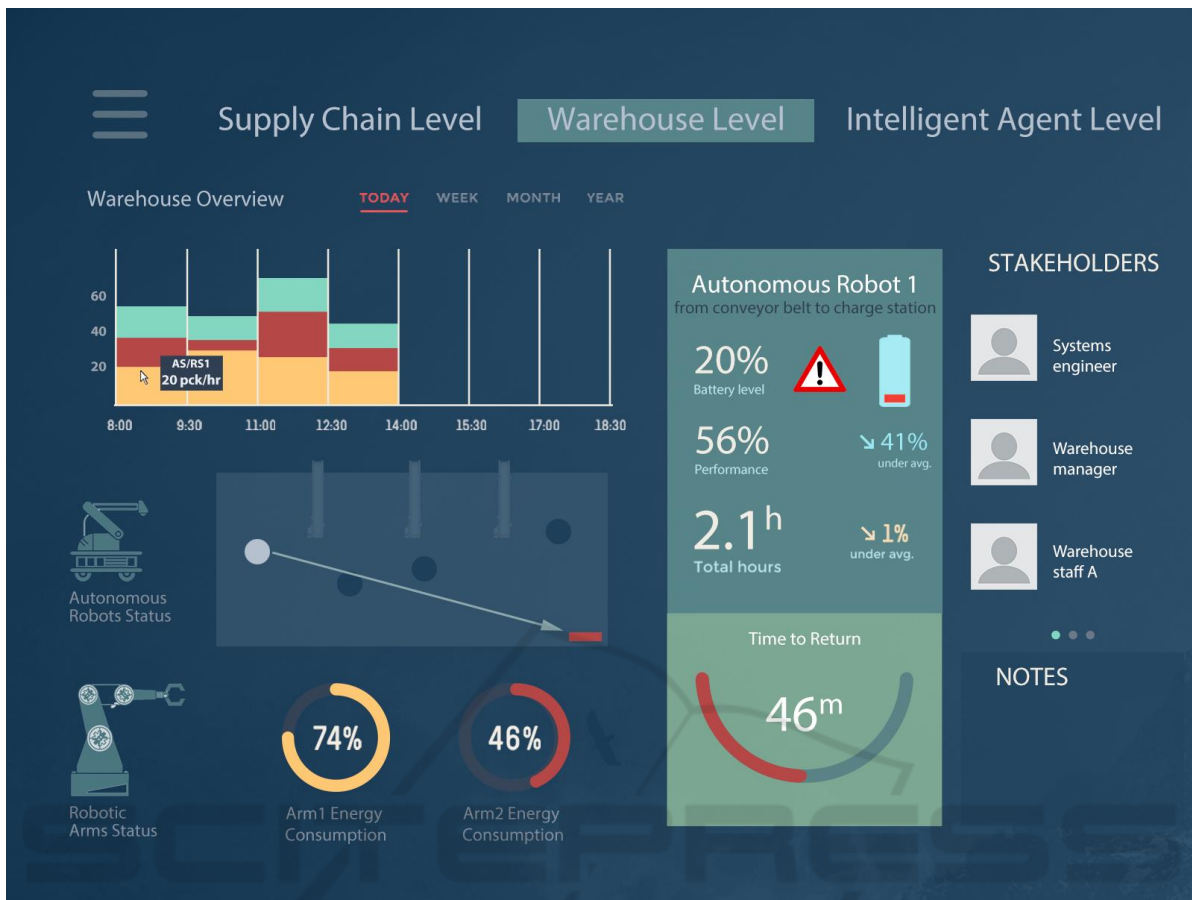 Supply Chain Level
Warehouse Level
Intelligent Agent Level
Warehouse Overview
TODAY
WEEK
MONTH
YEAR
60
40
20
AS/RS1
20 pck/hr
8:00
9:30
11:00
12:30
14:00
15:30
17:00
18:30
Autonomous
Robots Status
Robotic
Arms Status
74%
Arm1 Energy
Consumption
46%
Arm2 Energy
Consumption
Autonomous Robot 1
from conveyor belt to charge station
20%
Battery level
!
56%
Performance
41%
under avg.
2.1h
Total hours
1%
under avg.
Time to Return
46m
STAKEHOLDERS
Systems
engineer
Warehouse
manager
Warehouse
staff A
NOTES
SCITEPRESS